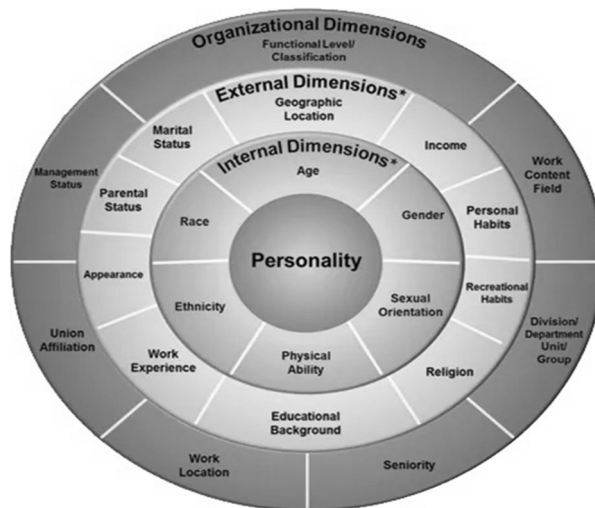 Organizational Dimensions
Functional Level/
Classification
External Dimensions*
Geographic
Location
Marital
Status
Income
Internal Dimensions*
Age
Management
Status
Work
Content
Field
Parental
Status
Personal
Habits
Race
Gender
Personality
Appearance
Recreational
Habits
Ethnicity
Sexual
Orientation
Union
Affiliation
Division/
Department
Unit/
Group
Work
Experience
Physical
Ability
Religion
Educational
Background
Work
Location
Seniority